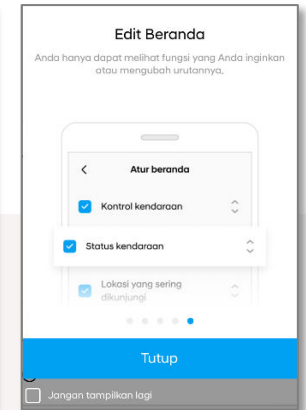 Edit Beranda
Anda hanya dapat melihat fungsi yang Anda inginkan
atau mengubah urutannya,
Atur beranda
Kontrol kendaraan
Status kendaraan
Lokasi yang sering
dikunjungi
Tutup
Jangan tampilkan lagi